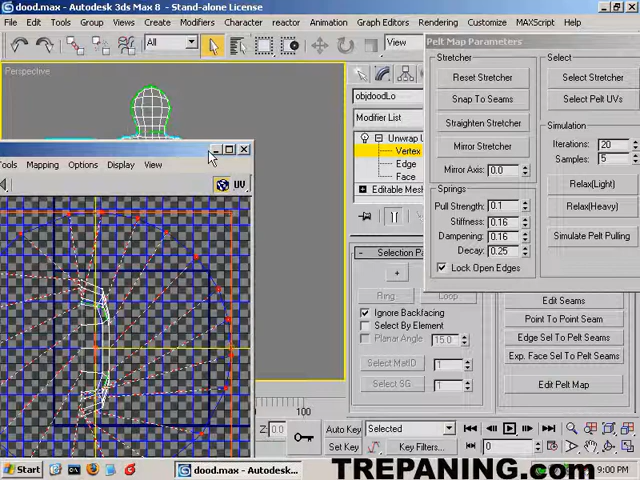 dood.max - Autodesk 3ds Max 8 - Stand-alone License
File Edit Tools Group Views Create Modifiers Character reactor Animation Graph Editors Rendering Customize MAXScript Help
All
View
Pelt Map Parameters
Perspective
Stretcher
Select
Reset Stretcher
Select Stretcher
objdoodLo
Snap To Seams
Select Pelt UVs
Modifier List
Straighten Stretcher
Simulation
Unwrap U
Mirror Stretcher
Iterations: 20
Vertex
Samples: 5
Tools Mapping Options Display View
Edge
Mirror Axis: 0.0
Face
Relax(Light)
UV
Editable Mesh
Springs
Pull Strength: 0.1
Relax(Heavy)
Stiffness: 0.16
Dampening: 0.16
Simulate Pelt Pulling
Selection Pa
Decay: 0.25
Lock Open Edges
Ring
Loop
Edit Seams
Ignore Backfacing
Point To Point Seam
Select By Element
Planar Angle 15.0
Edge Sel To Pelt Seams
Select MatID 1
Exp. Face Sel To Pelt Seams
Select SG 1
Edit Pelt Map
100
Z: 0.0
Auto Key Selected
Set Key Key Filters...
0
Start
dood.max - Autodesk...
9:00 PM
TREPANING.com